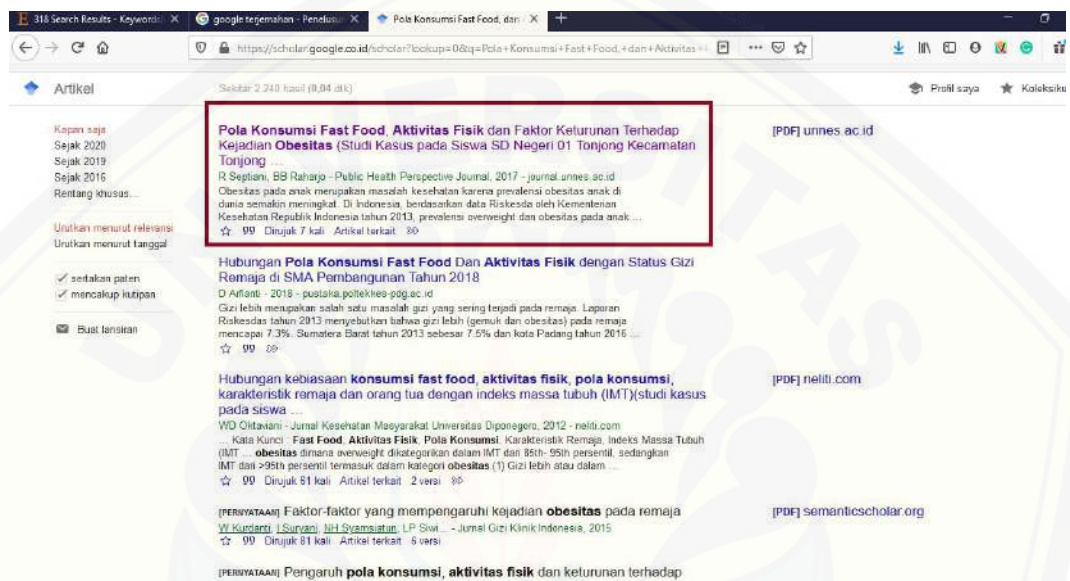 318 Search Results - Keywords:
google terjemahan - Penelusu
Pola Konsumsi Fast Food, dan
https://scholar.google.co.id/scholar?lookup=0&q=Pola+Konsumsi+Fast+Food,+dan+Aktivitas+
Artikel
Sekitar 2.240 hasil (0,04 dtk)
Profil saya
Koleksiku
Kapan saja
Sejak 2020
Sejak 2019
Sejak 2016
Rentang khusus...
Urutkan menurut relevansi
Urutkan menurut tanggal
sertakan paten
mencakup kutipan
Buat lansiran
Pola Konsumsi Fast Food, Aktivitas Fisik dan Faktor Keturunan Terhadap
Kejadian Obesitas (Studi Kasus pada Siswa SD Negeri 01 Tonjong Kecamatan
Tonjong ...
R Septiani, BB Raharjo - Public Health Perspective Journal, 2017 - journal.unnes.ac.id
Obesitas pada anak merupakan masalah kesehatan karena prevalensi obesitas anak di
dunia semakin meningkat. Di Indonesia, berdasarkan data Riskesda oleh Kementerian
Kesehatan Republik Indonesia tahun 2013, prevalensi overweight dan obesitas pada anak ...
Dirujuk 7 kali Artikel terkait
[PDF] unnes.ac.id
Hubungan Pola Konsumsi Fast Food Dan Aktivitas Fisik dengan Status Gizi
Remaja di SMA Pembangunan Tahun 2018
D Arfianti - 2018 - pustaka.poltekkes-pdg.ac.id
Gizi lebih merupakan salah satu masalah gizi yang sering terjadi pada remaja. Laporan
Riskesdas tahun 2013 menyebutkan bahwa gizi lebih (gemuk dan obesitas) pada remaja
mencapai 7.3%. Sumatera Barat tahun 2013 sebesar 7.5% dan kota Padang tahun 2016 ...
Hubungan kebiasaan konsumsi fast food, aktivitas fisik, pola konsumsi,
karakteristik remaja dan orang tua dengan indeks massa tubuh (IMT)(studi kasus
pada siswa ...
WD Oktaviani - Jurnal Kesehatan Masyarakat Universitas Diponegoro, 2012 - neliti.com
... Kata Kunci : Fast Food, Aktivitas Fisik, Pola Konsumsi, Karakteristik Remaja, Indeks Massa Tubuh
(IMT ... obesitas dimana overweight dikategorikan dalam IMT dari 85th- 95th persentil, sedangkan
IMT dari >95th persentil termasuk dalam kategori obesitas.(1) Gizi lebih atau dalam ...
Dirujuk 61 kali Artikel terkait 2 versi
[PDF] neliti.com
[PERNYATAAN] Faktor-faktor yang mempengaruhi kejadian obesitas pada remaja
W Kurdanti, I Suryani, NH Syamsiatun, LP Siwi... - Jurnal Gizi Klinik Indonesia, 2015
Dirujuk 81 kali Artikel terkait 6 versi
[PDF] semanticscholar.org
[PERNYATAAN] Pengaruh pola konsumsi, aktivitas fisik dan keturunan terhadap